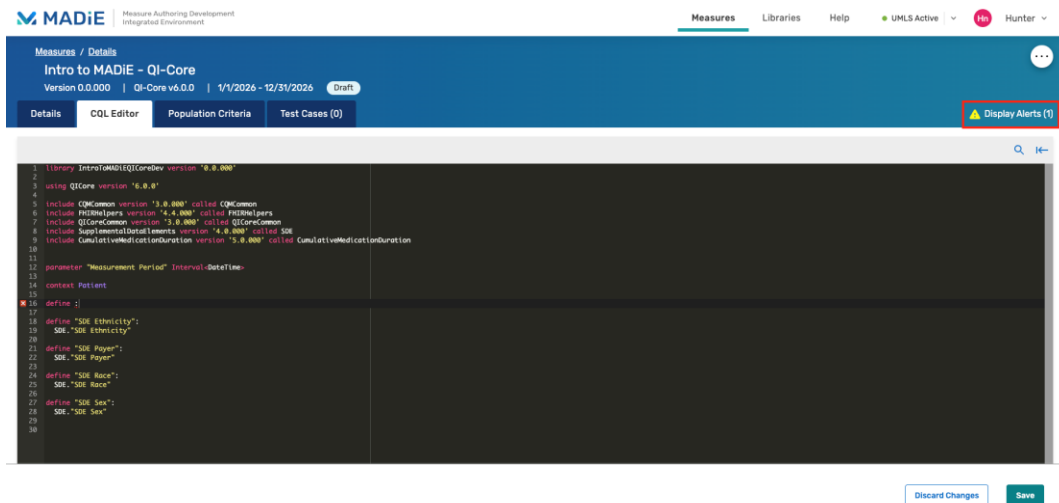 MADiE Measure Authoring Development Integrated Environment
Measures Libraries Help UMLS Active Hn Hunter
Measures / Details
Intro to MADiE - QI-Core
Version 0.0.000 | QI-Core v6.0.0 | 1/1/2026 - 12/31/2026 Draft
Details CQL Editor Population Criteria Test Cases (0) Display Alerts (1)
1 library IntroToMADiEQICoreDev version '0.0.000'
2
3 using QICore version '6.0.0'
4
5 include CQMCommon version '3.0.000' called CQMCommon
6 include FHIRHelpers version '4.4.000' called FHIRHelpers
7 include QICoreCommon version '3.0.000' called QICoreCommon
8 include SupplementalDataElements version '4.0.000' called SDE
9 include CumulativeMedicationDuration version '5.0.000' called CumulativeMedicationDuration
10
11
12 parameter "Measurement Period" Interval<DateTime>
13
14 context Patient
15
16 define :
17
18 define "SDE Ethnicity":
19 SDE."SDE Ethnicity"
20
21 define "SDE Payer":
22 SDE."SDE Payer"
23
24 define "SDE Race":
25 SDE."SDE Race"
26
27 define "SDE Sex":
28 SDE."SDE Sex"
29
30
Discard Changes Save